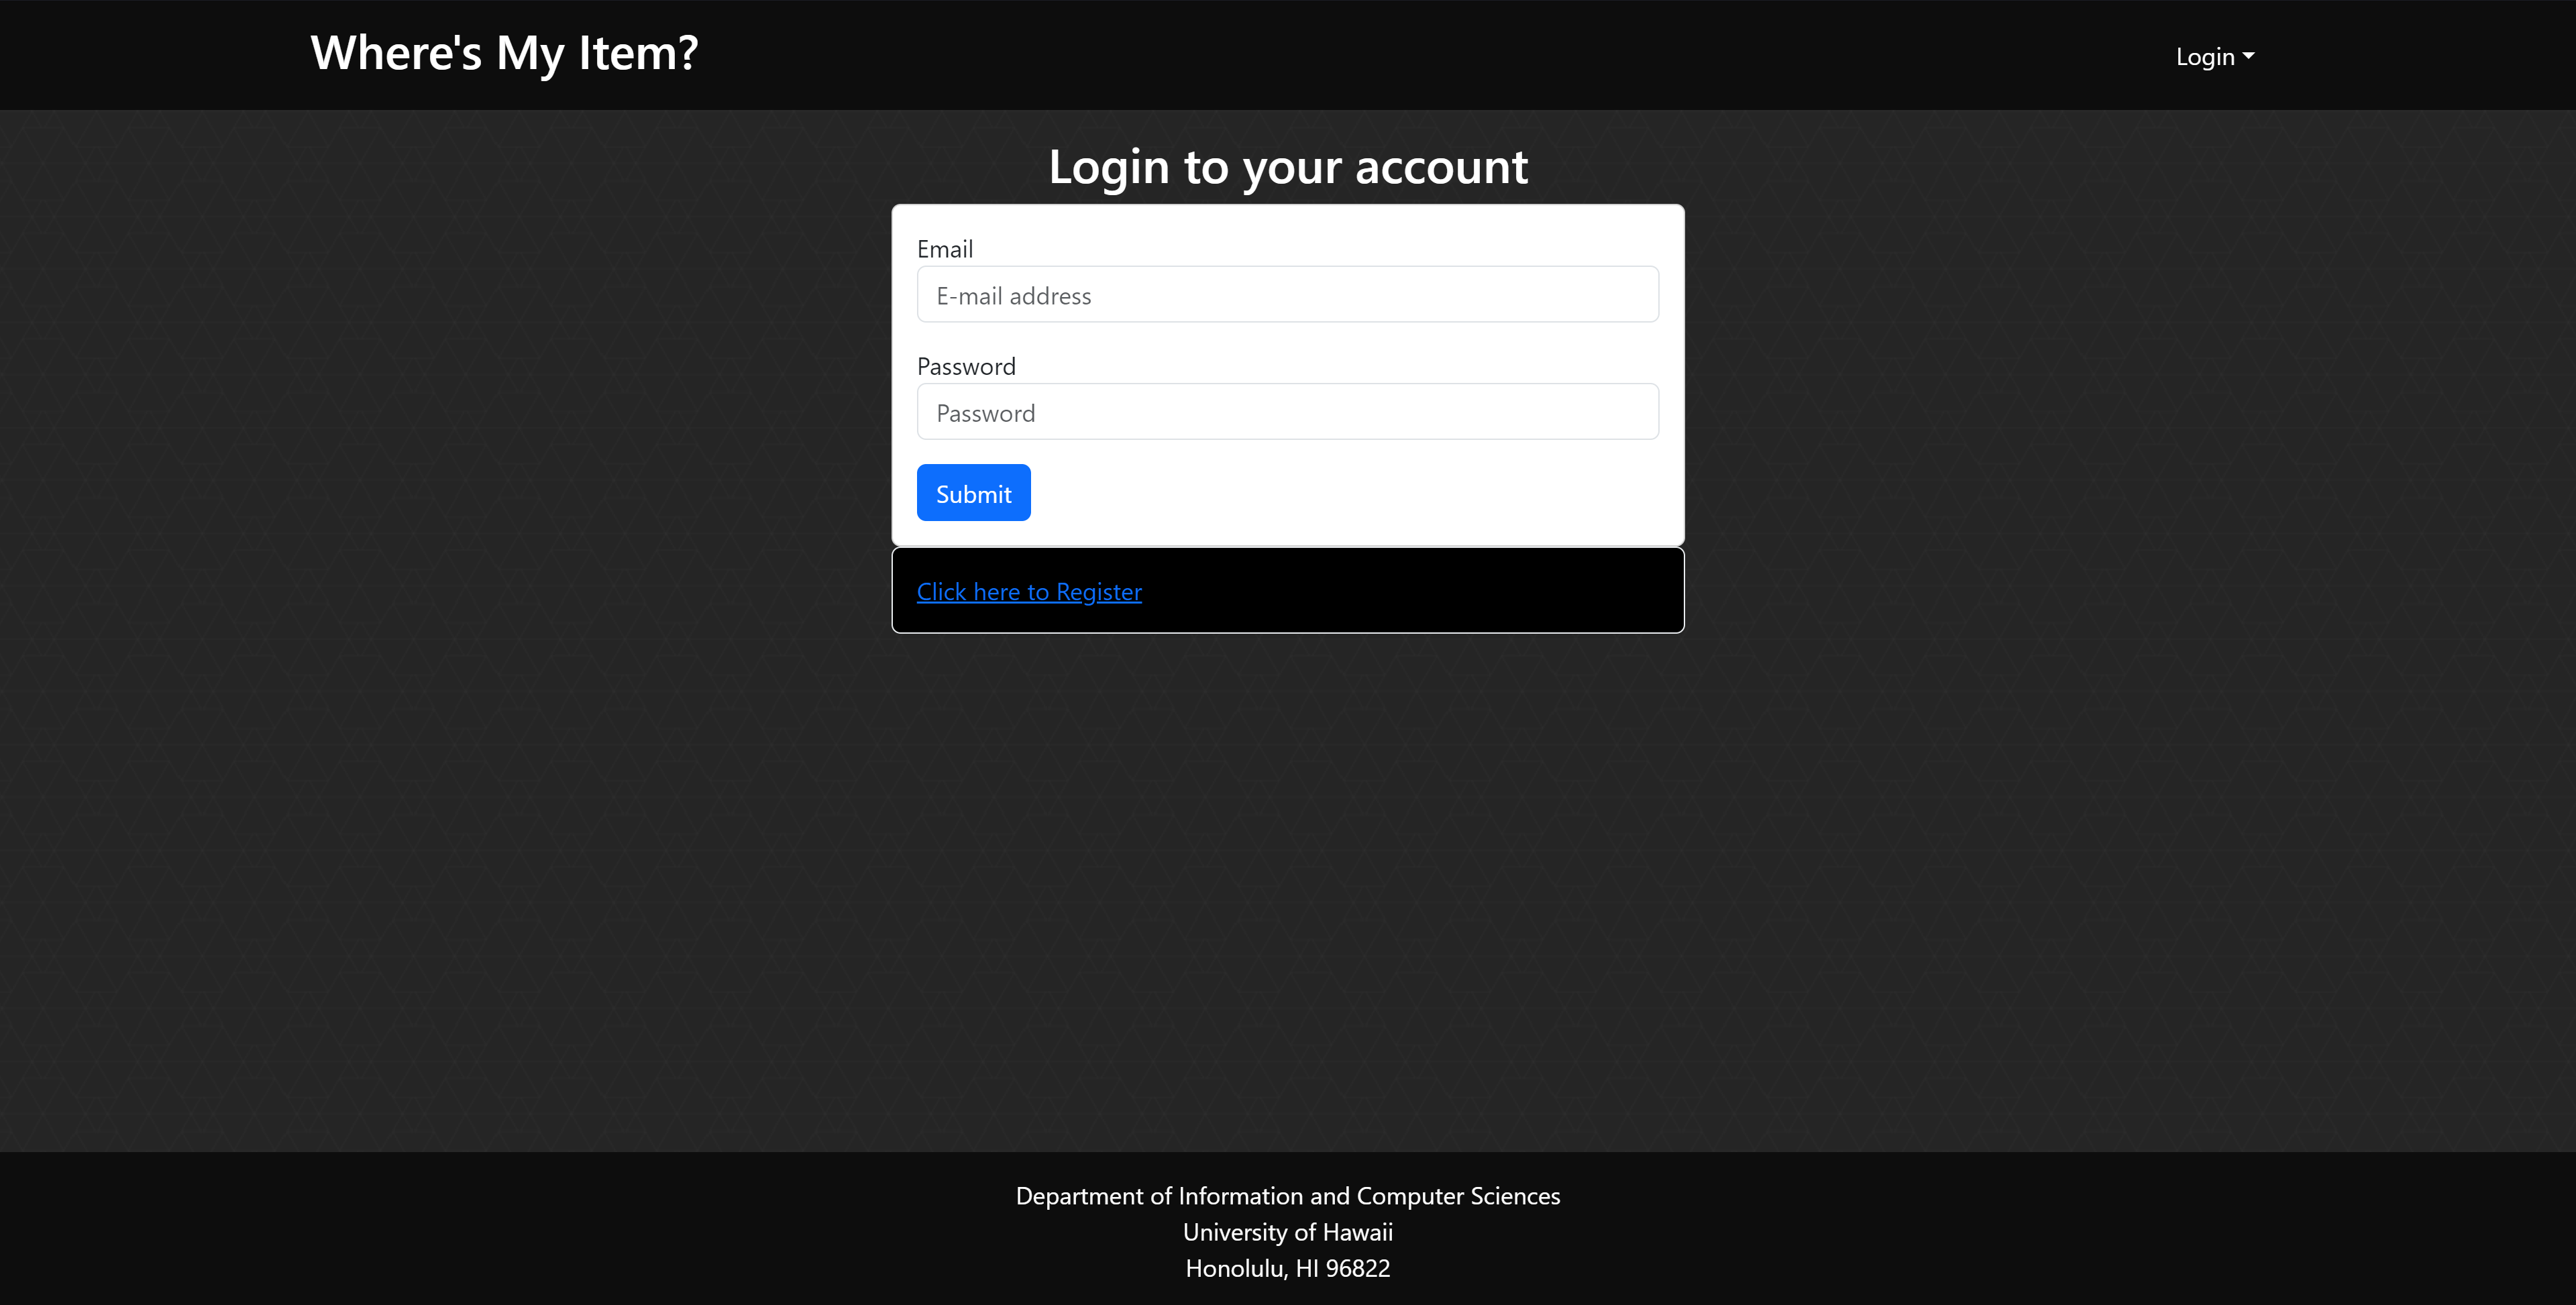 Where's My Item?
Login
Login to your account
Email
E-mail address
Password
Password
Submit
Click here to Register
Department of Information and Computer Sciences
University of Hawaii
Honolulu, HI 96822